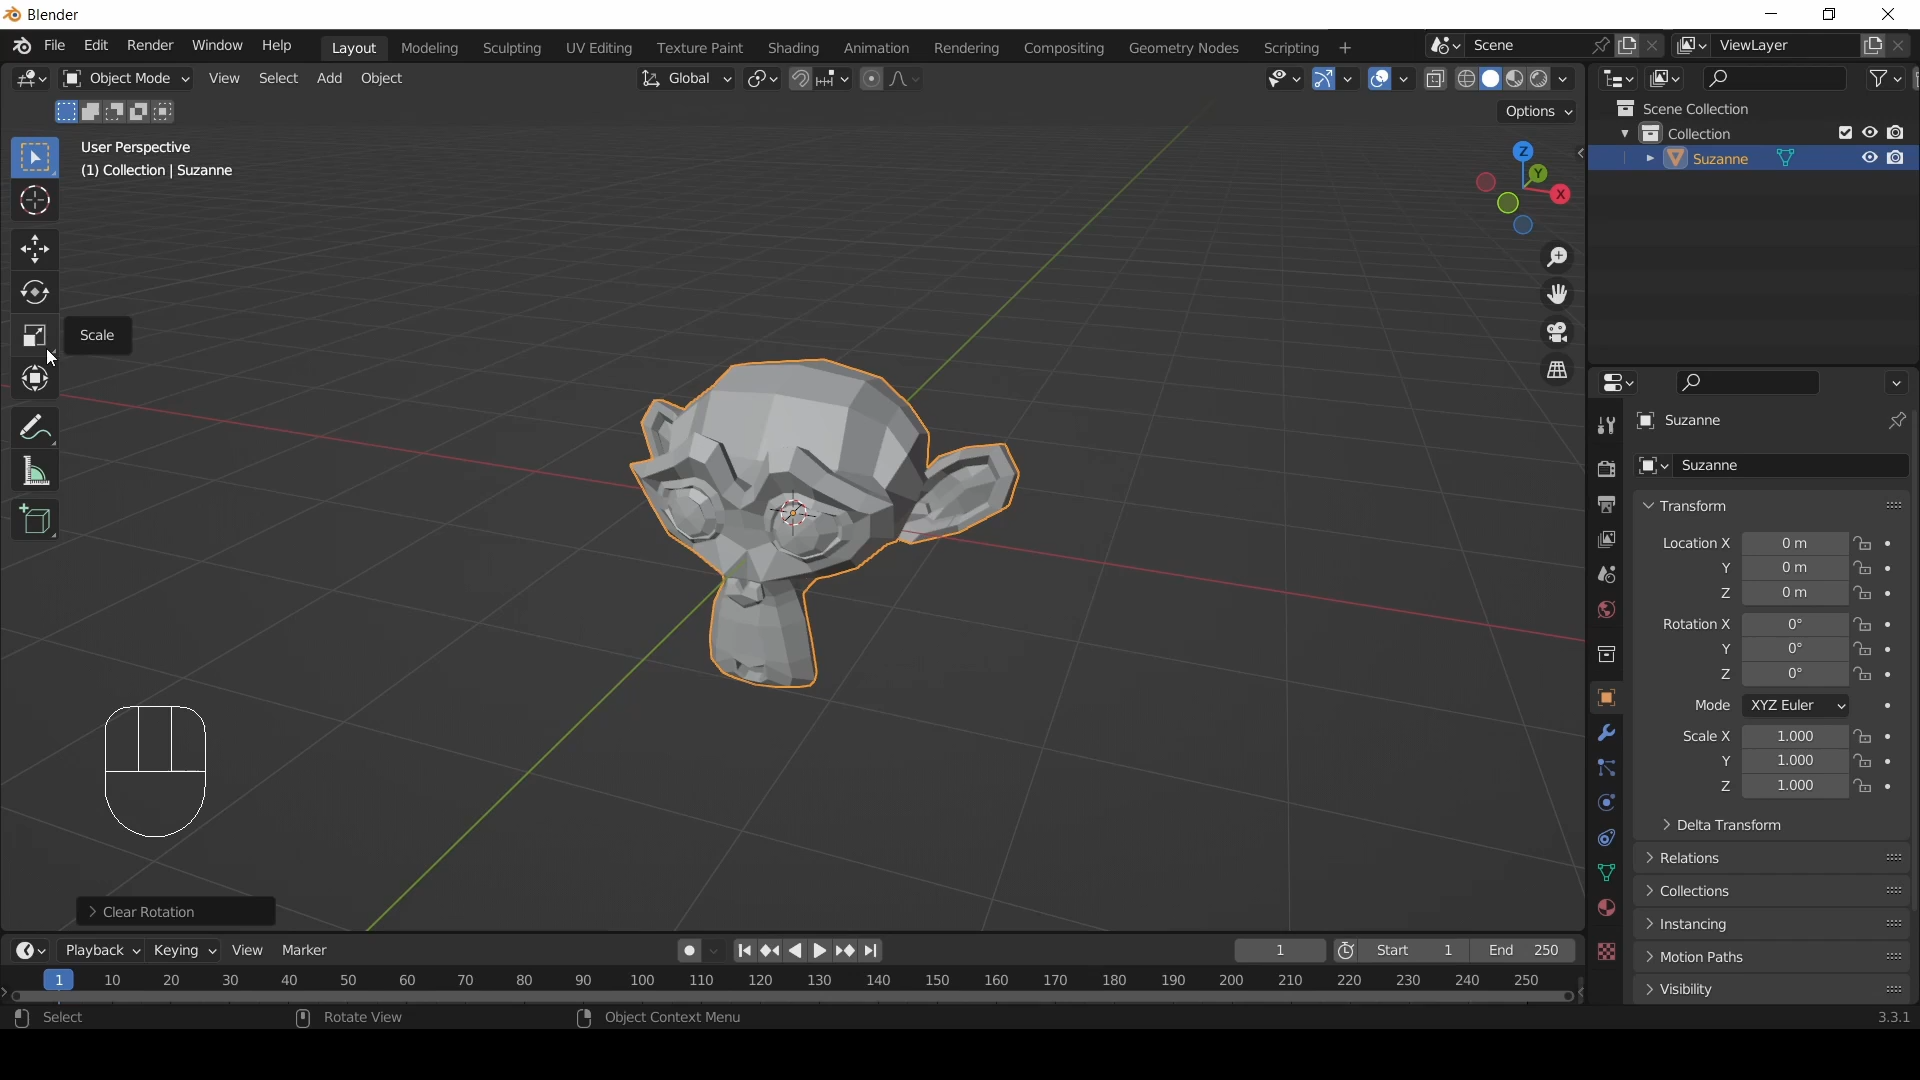 Blender
File Edit Render Window Help Layout Modeling Sculpting UV Editing Texture Paint Shading Animation Rendering Compositing Geometry Nodes Scripting + Scene ViewLayer
Object Mode View Select Add Object Global
Options
User Perspective
(1) Collection | Suzanne
Z
Y
X
Scale
Clear Rotation
Scene Collection
Collection
Suzanne
Suzanne
Suzanne
Transform
Location X 0 m
Y 0 m
Z 0 m
Rotation X 0°
Y 0°
Z 0°
Mode XYZ Euler
Scale X 1.000
Y 1.000
Z 1.000
Delta Transform
Relations
Collections
Instancing
Motion Paths
Visibility
Playback Keying View Marker 1 Start 1 End 250
1 10 20 30 40 50 60 70 80 90 100 110 120 130 140 150 160 170 180 190 200 210 220 230 240 250
Select Rotate View Object Context Menu 3.3.1